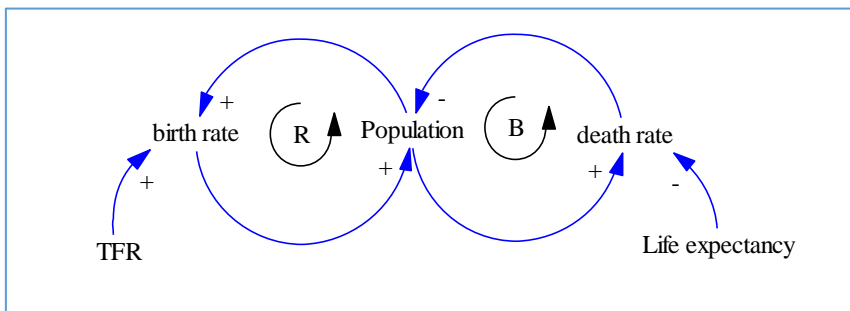 +
-
birth rate
R
Population
B
death rate
+
+
+
-
TFR
Life expectancy